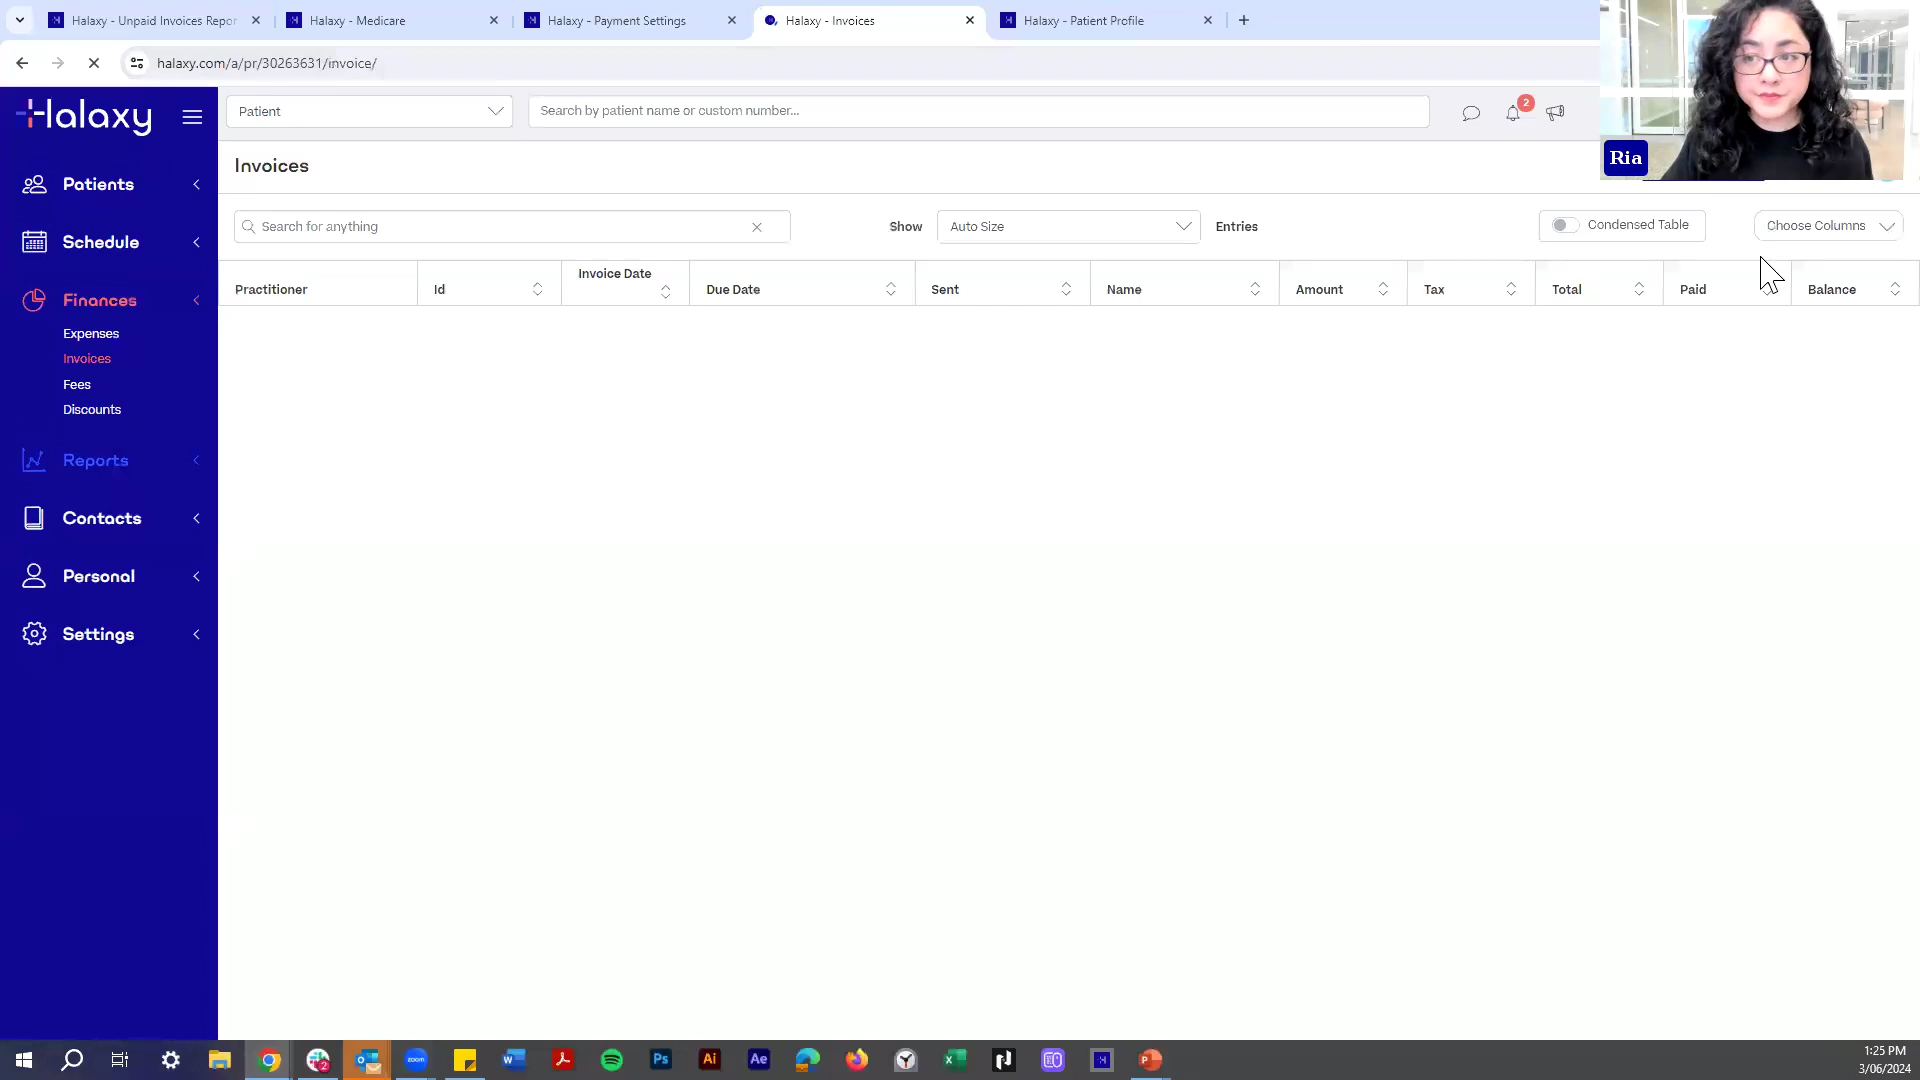 Halaxy - Unpaid Invoices Repor
Halaxy - Medicare
Halaxy - Payment Settings
Halaxy - Invoices
Halaxy - Patient Profile
halaxy.com/a/pr/30263631/invoice/
Halaxy
Patient
Search by patient name or custom number...
2
Ria
Patients
Schedule
Finances
Expenses
Invoices
Fees
Discounts
Reports
Contacts
Personal
Settings
Invoices
Search for anything
Show
Auto Size
Entries
Condensed Table
Choose Columns
Practitioner
Id
Invoice Date
Due Date
Sent
Name
Amount
Tax
Total
Paid
Balance
1:25 PM
3/06/2024